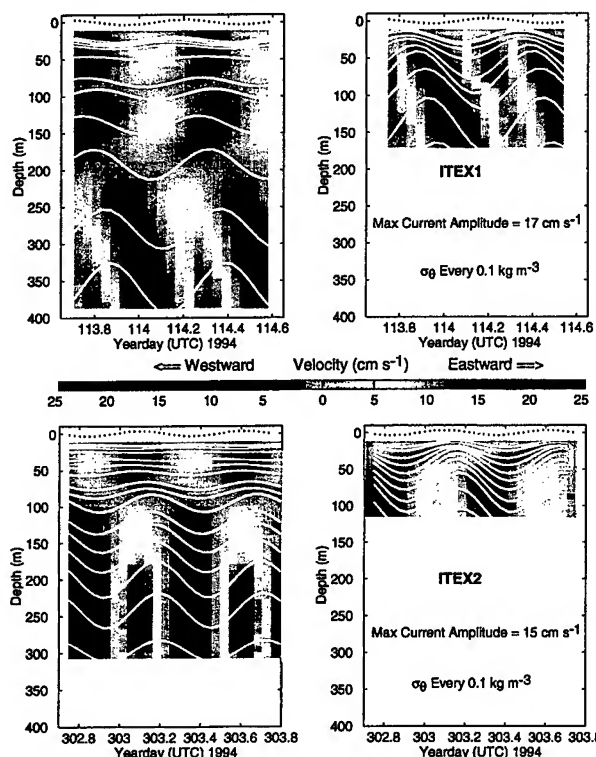 0
50
100
150
200
250
300
350
400
Depth (m)
113.8 114 114.2 114.4 114.6
Yearday (UTC) 1994
0
50
100
150
200
250
300
350
400
Depth (m)
ITEX1
Max Current Amplitude = 17 cm s-1
σθ Every 0.1 kg m-3
113.8 114 114.2 114.4 114.6
Yearday (UTC) 1994
<== Westward Velocity (cm s-1) Eastward ==>
25 20 15 10 5 0 5 10 15 20 25
0
50
100
150
200
250
300
350
400
Depth (m)
302.8 303 303.2 303.4 303.6 303.8
Yearday (UTC) 1994
0
50
100
150
200
250
300
350
400
Depth (m)
ITEX2
Max Current Amplitude = 15 cm s-1
σθ Every 0.1 kg m-3
302.8 303 303.2 303.4 303.6 303.8
Yearday (UTC) 1994